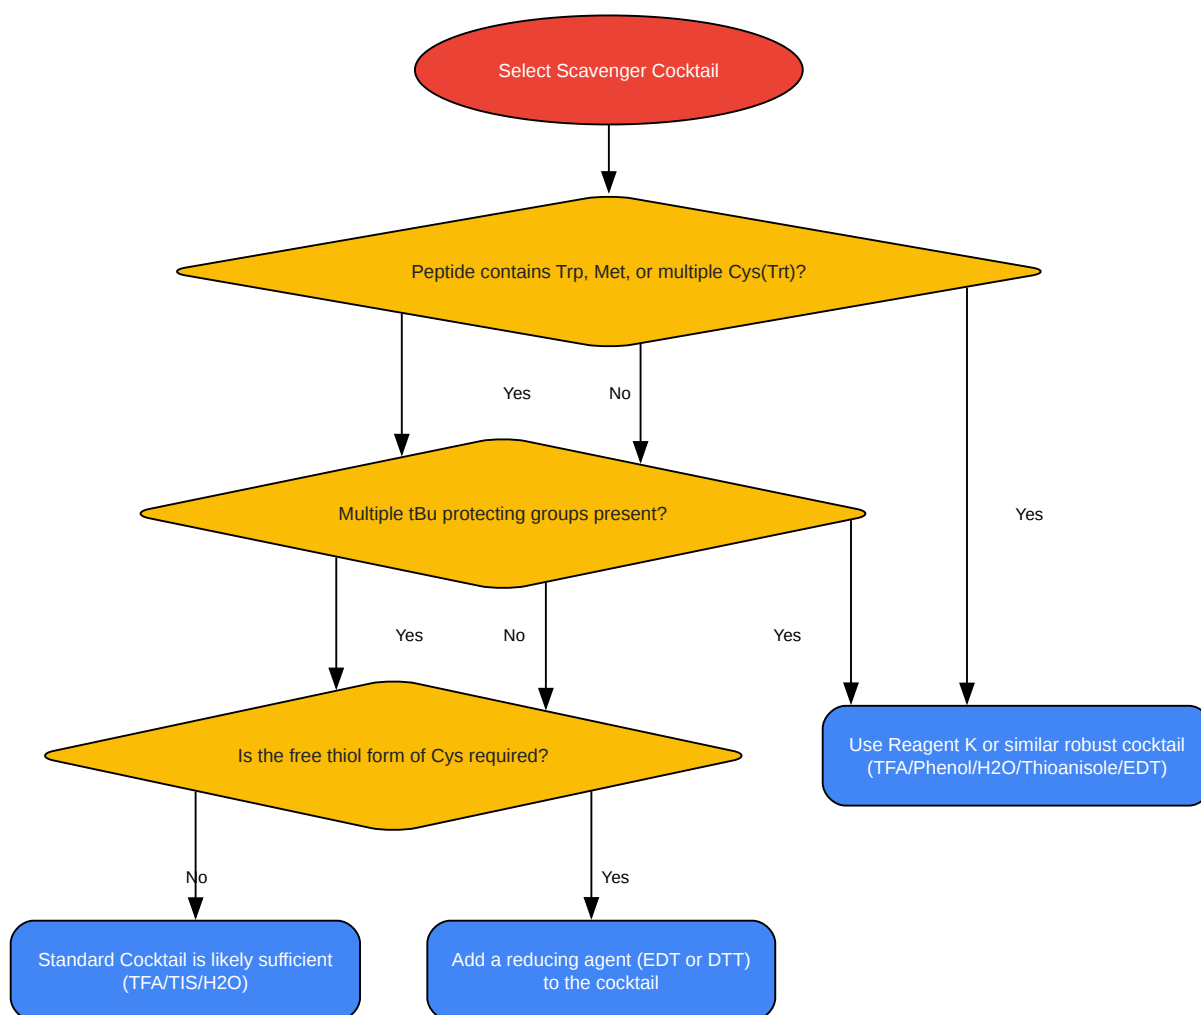 Select Scavenger Cocktail
Peptide contains Trp, Met, or multiple Cys(Trt)?
Yes
No
Multiple tBu protecting groups present?
Yes
Yes
No
Yes
Is the free thiol form of Cys required?
Use Reagent K or similar robust cocktail
(TFA/Phenol/H2O/Thioanisole/EDT)
No
Yes
Standard Cocktail is likely sufficient
(TFA/TIS/H2O)
Add a reducing agent (EDT or DTT)
to the cocktail